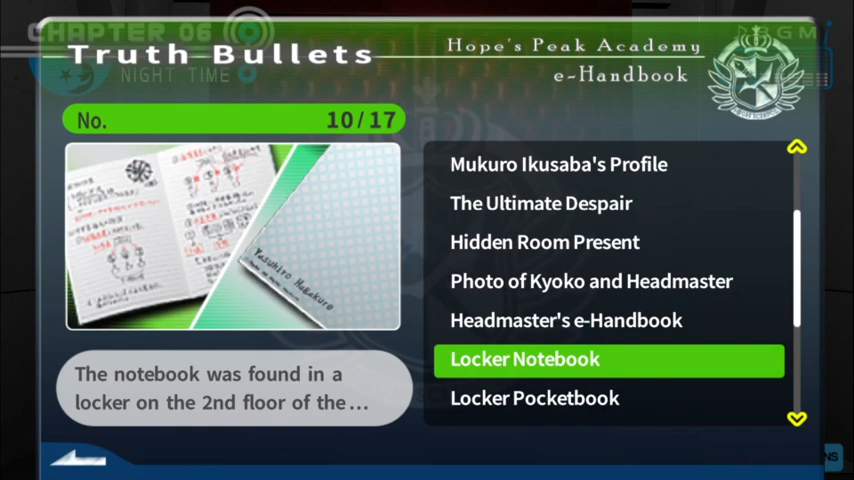 CHAPTER 06
BGM
NIGHT TIME
Truth Bullets
Hope's Peak Academy
e-Handbook
No. 10/17
Yasuhiro Hagakure
The notebook was found in a
locker on the 2nd floor of the...
Mukuro Ikusaba's Profile
The Ultimate Despair
Hidden Room Present
Photo of Kyoko and Headmaster
Headmaster's e-Handbook
Locker Notebook
Locker Pocketbook